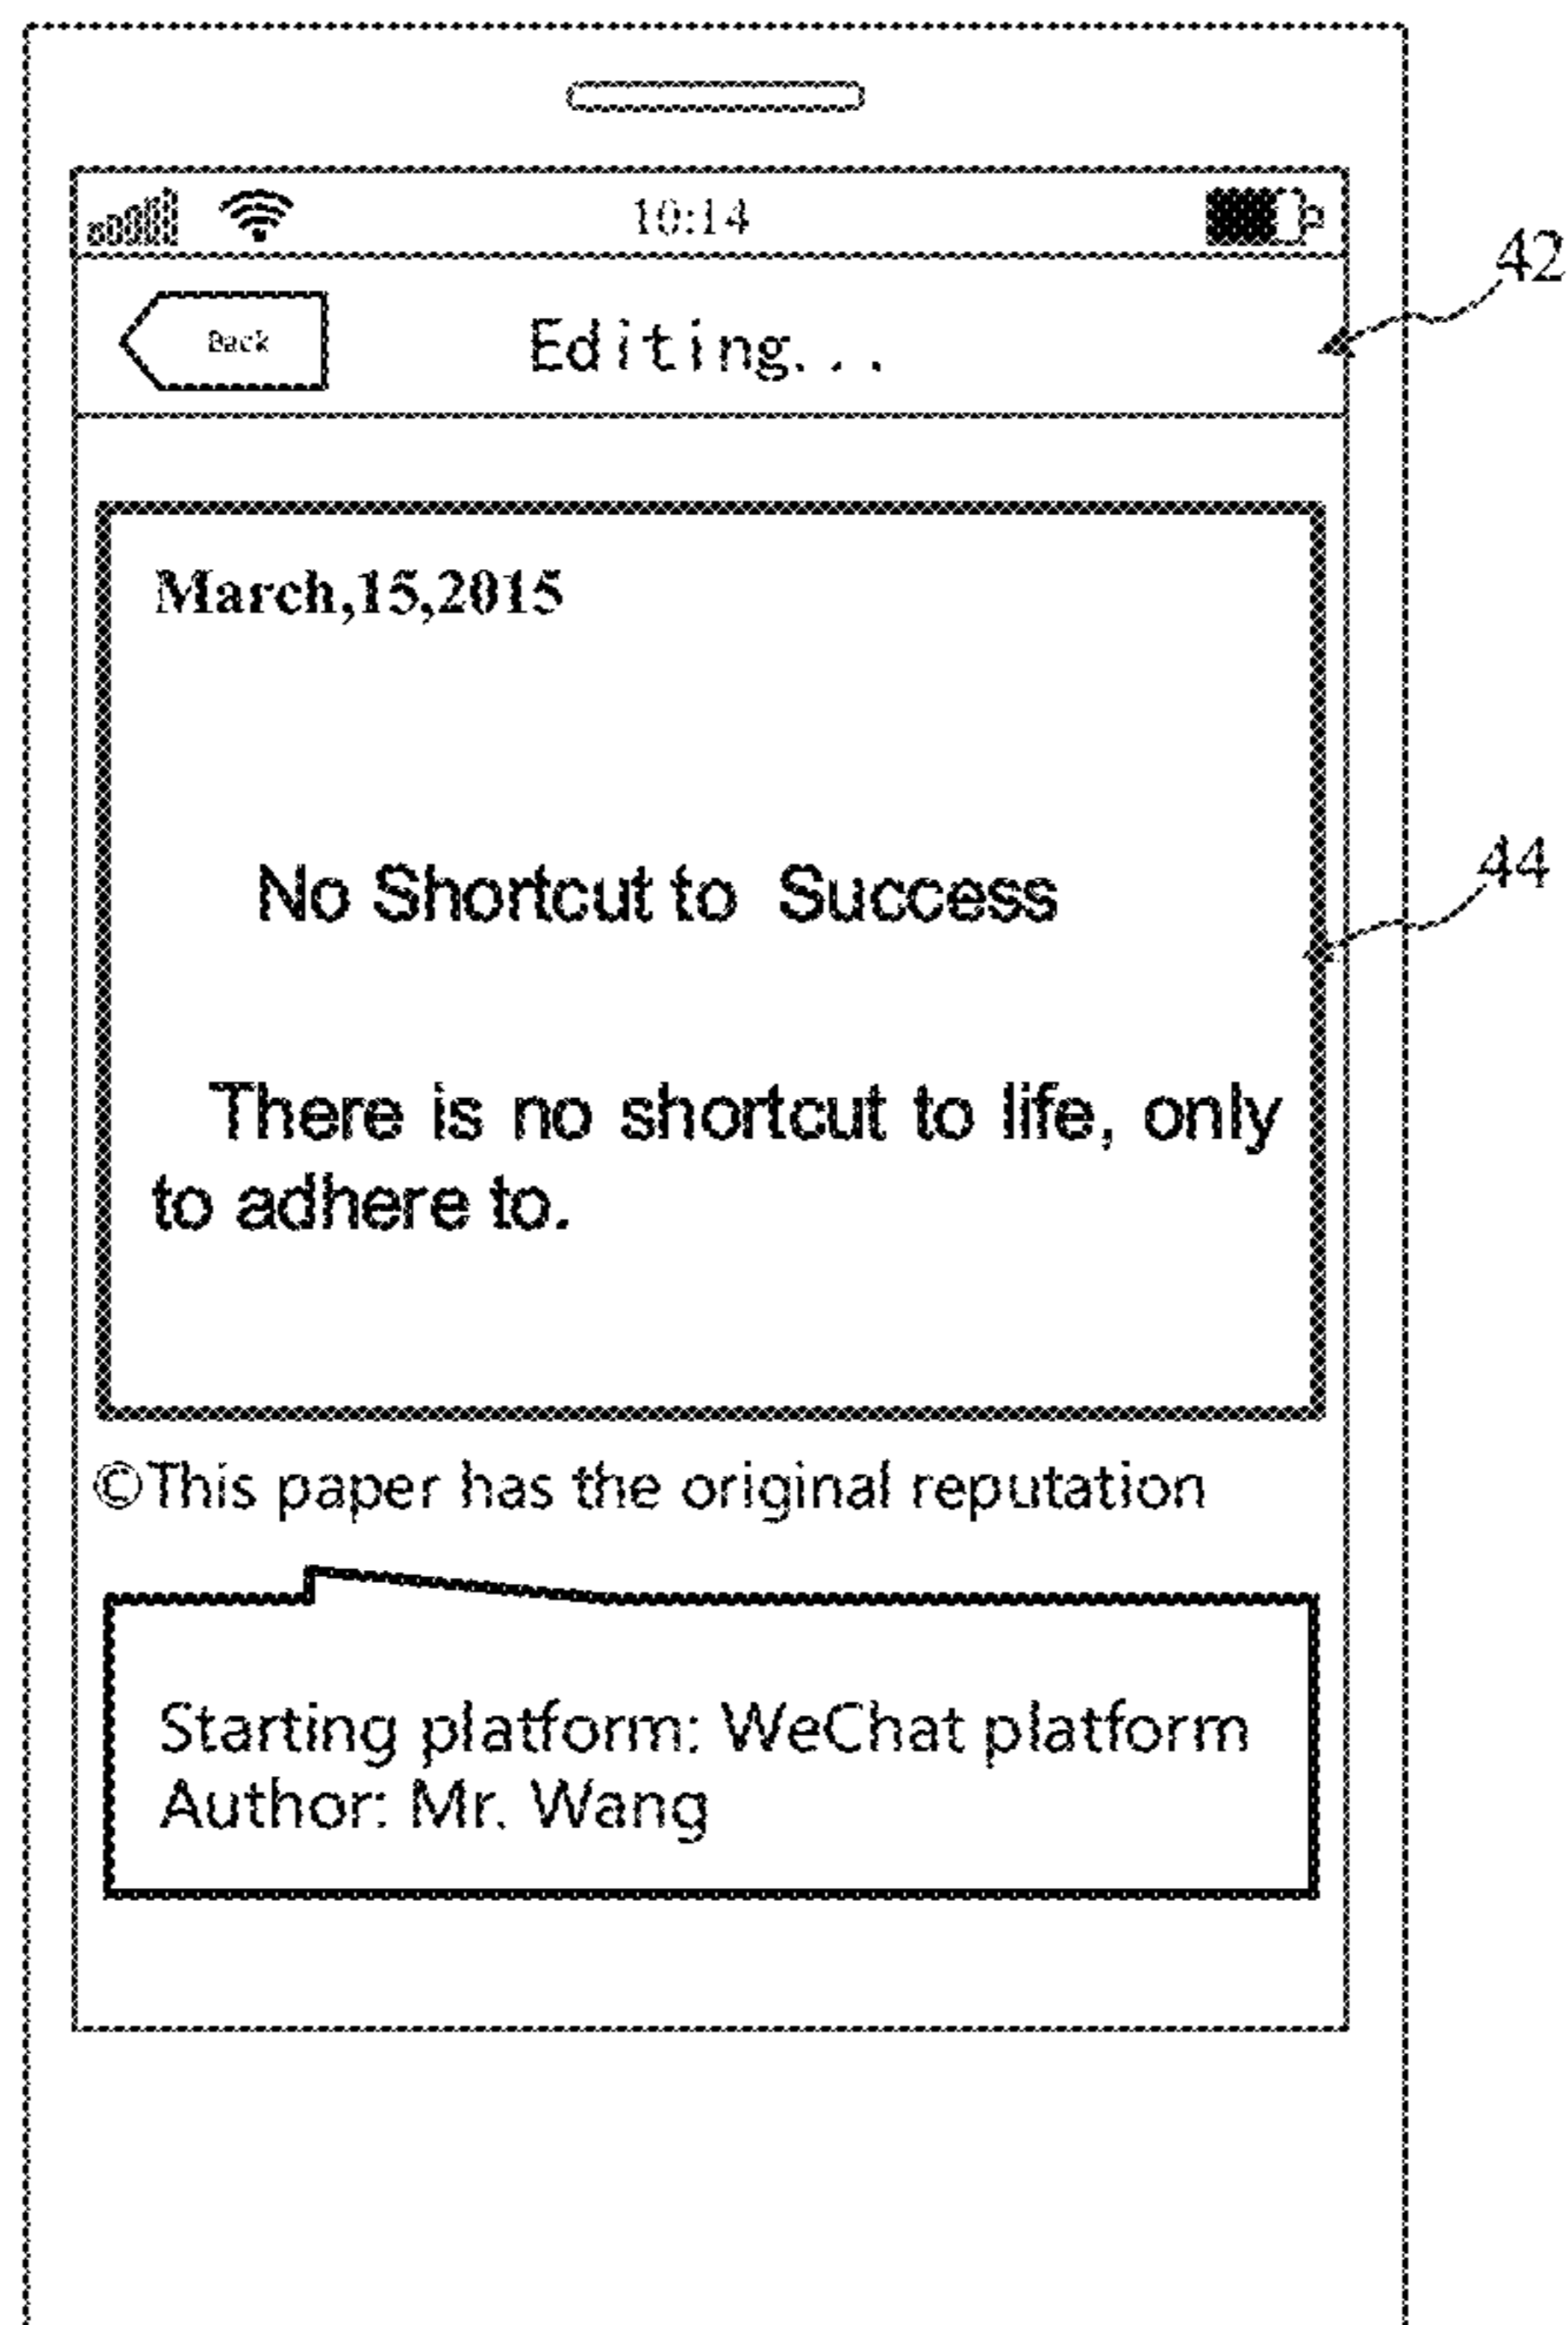 10:14
42
Back
Editing...
March,15,2015
No Shortcut to Success
44
There is no shortcut to life, only
to adhere to.
©This paper has the original reputation
Starting platform: WeChat platform
Author: Mr. Wang